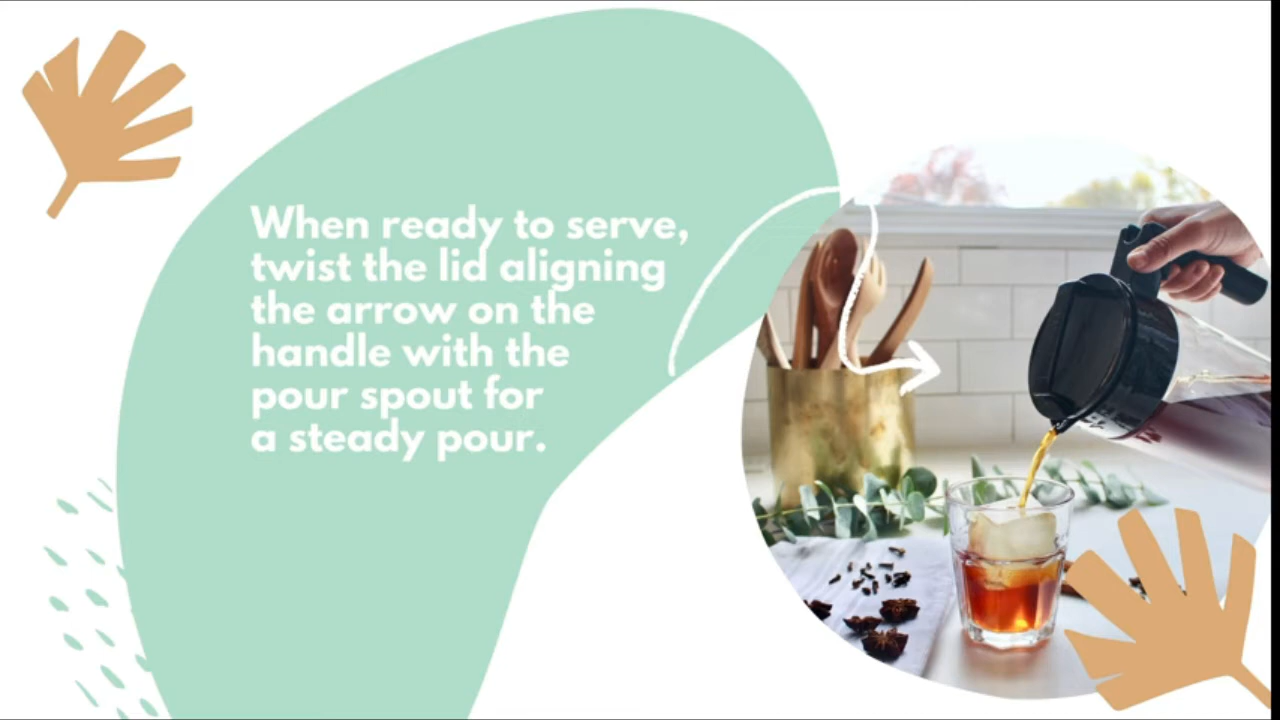 When ready to serve,
twist the lid aligning
the arrow on the
handle with the
pour spout for
a steady pour.